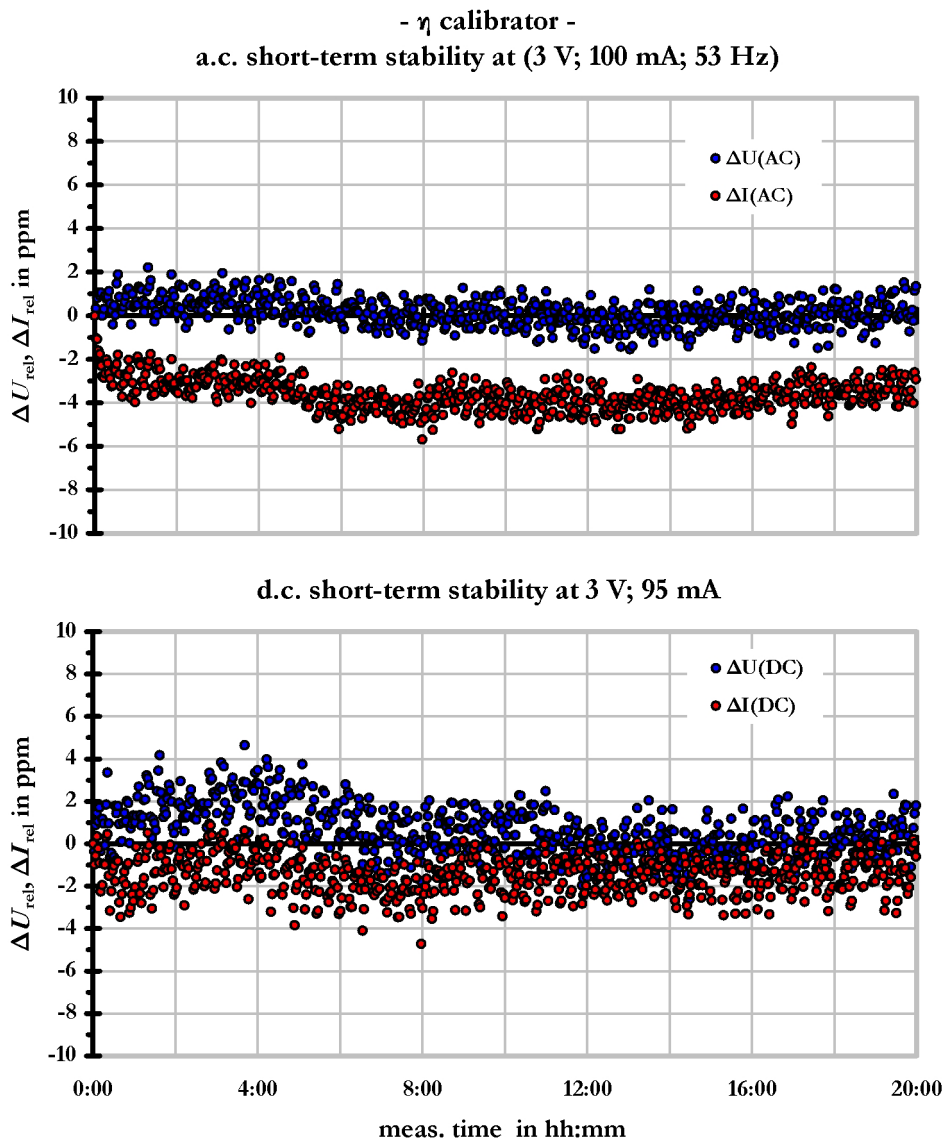 - η calibrator -
a.c. short-term stability at (3 V; 100 mA; 53 Hz)
10
8
6
4
2
0
-2
-4
-6
-8
-10
ΔU(AC)
ΔI(AC)
ΔUrel, ΔIrel in ppm
d.c. short-term stability at 3 V; 95 mA
10
8
6
4
2
0
-2
-4
-6
-8
-10
ΔU(DC)
ΔI(DC)
ΔUrel, ΔIrel in ppm
0:00 4:00 8:00 12:00 16:00 20:00
meas. time in hh:mm